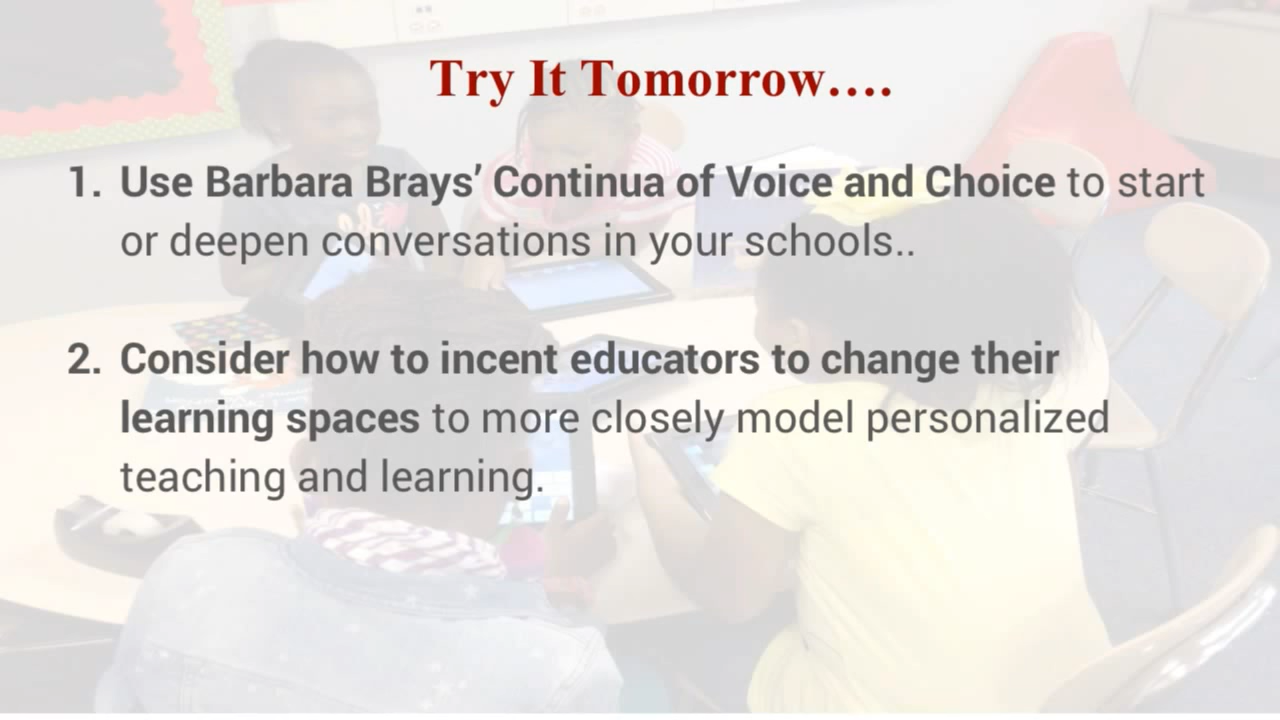 Try It Tomorrow....
1. Use Barbara Brays’ Continua of Voice and Choice to start
or deepen conversations in your schools..
2. Consider how to incent educators to change their
learning spaces to more closely model personalized
teaching and learning.